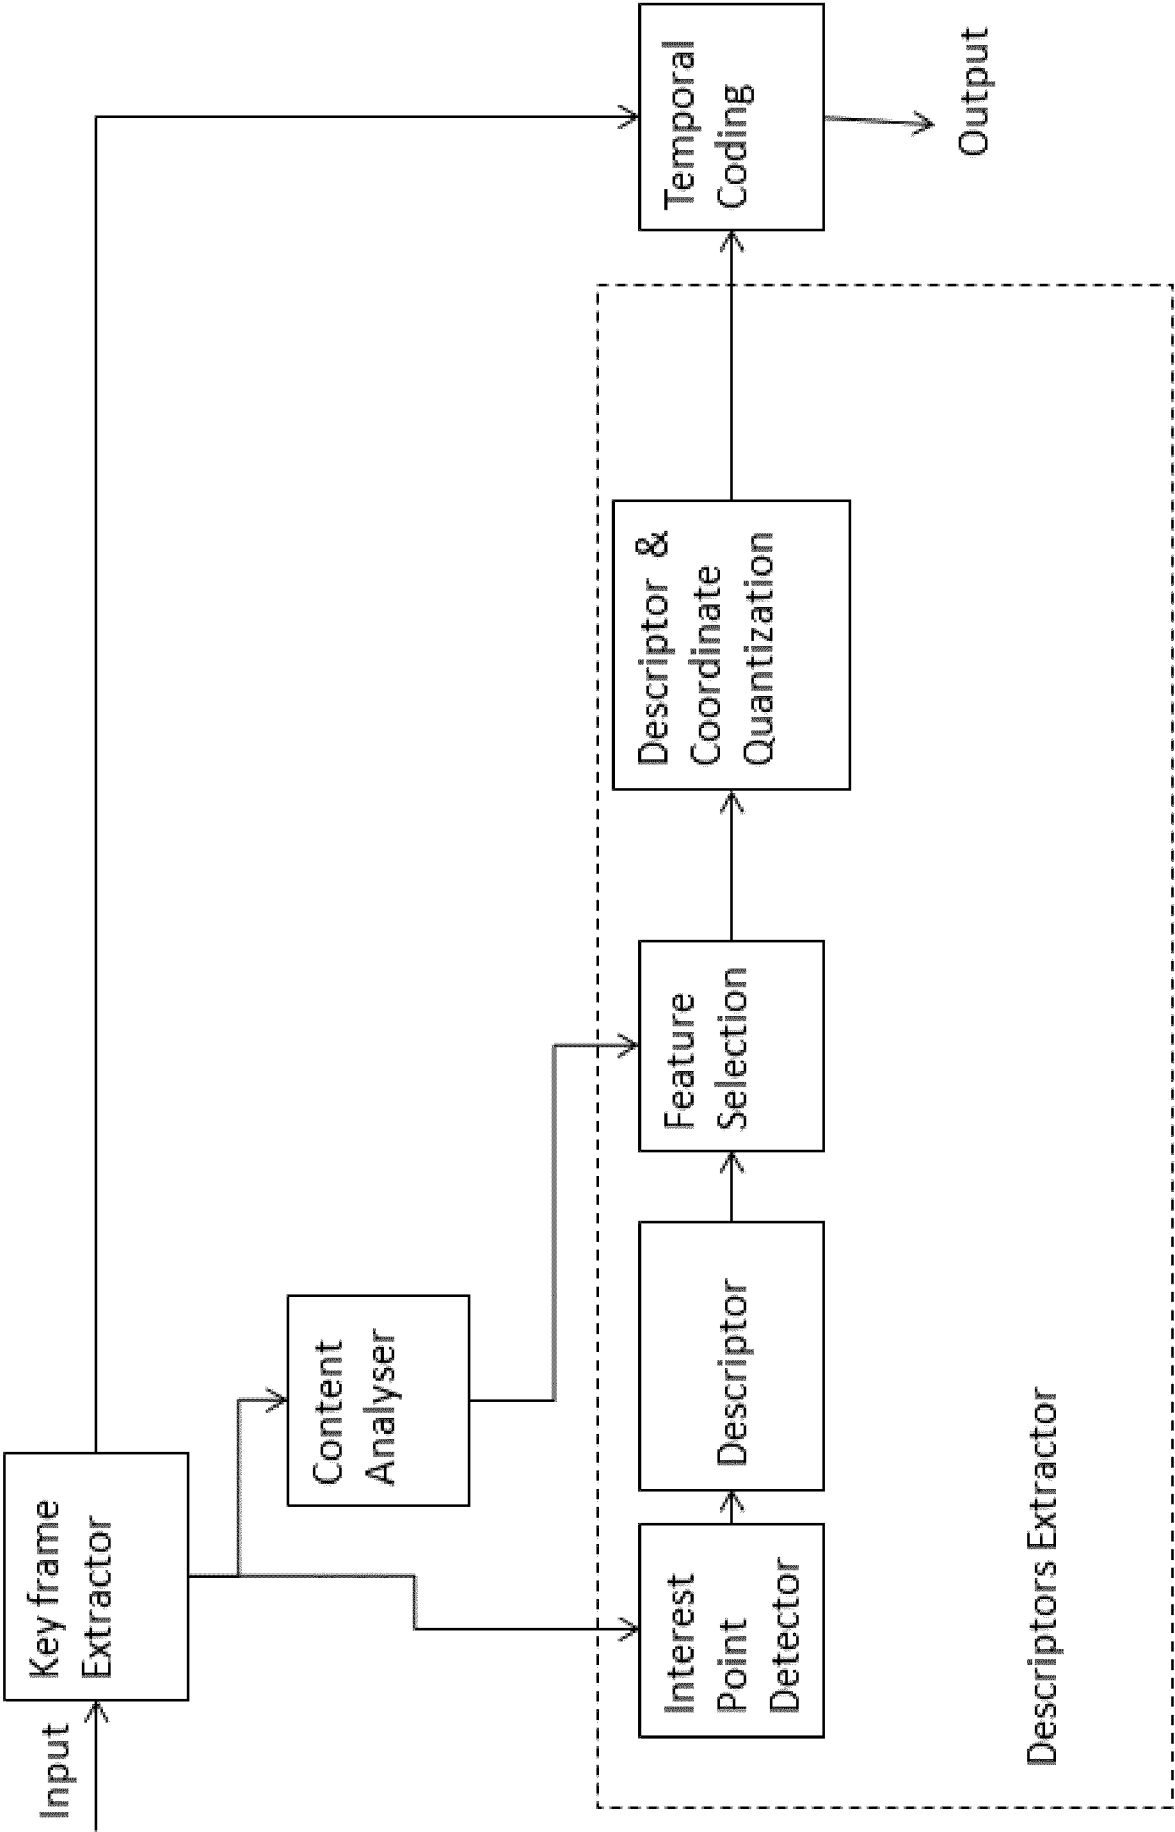 Input
Key frame
Extractor
Content
Analyser
Interest
Point
Detector
Descriptor
Feature
Selection
Descriptor &
Coordinate
Quantization
Temporal
Coding
Output
Descriptors Extractor